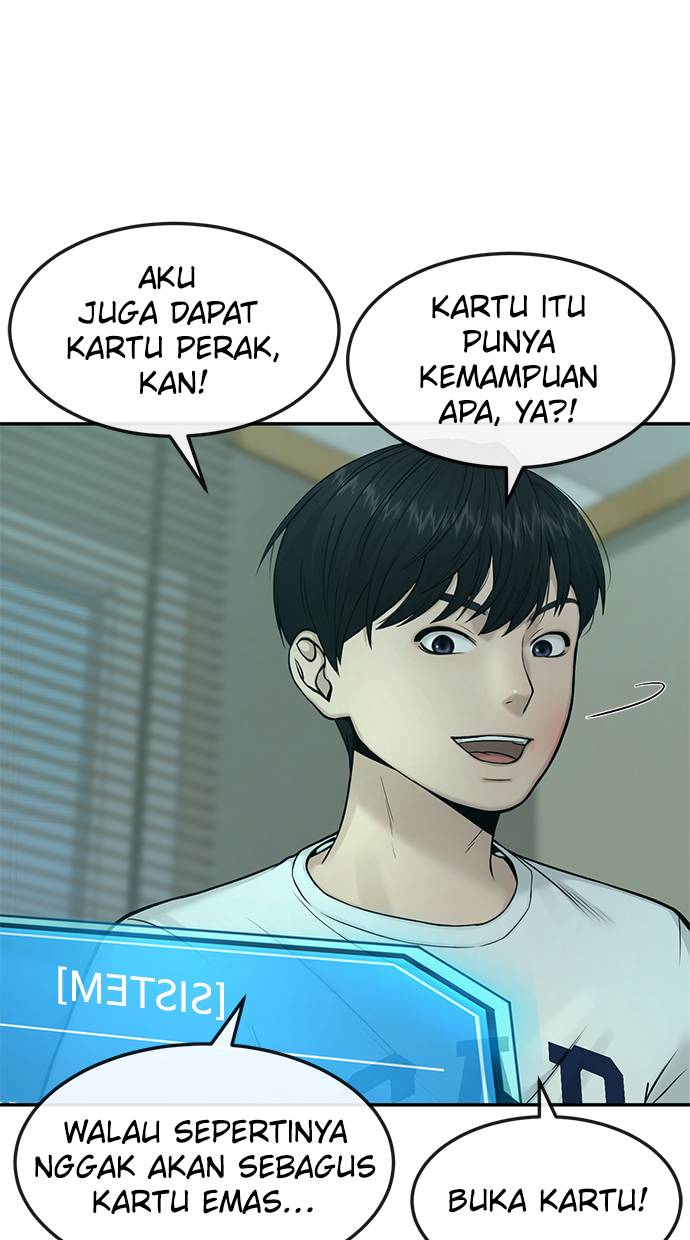 AKU
JUGA DAPAT
KARTU PERAK,
KAN!
KARTU ITU
PUNYA
KEMAMPUAN
APA, YA?!
[SISTEM]
WALAU SEPERTINYA
NGGAK AKAN SEBAGUS
KARTU EMAS...
BUKA KARTU!